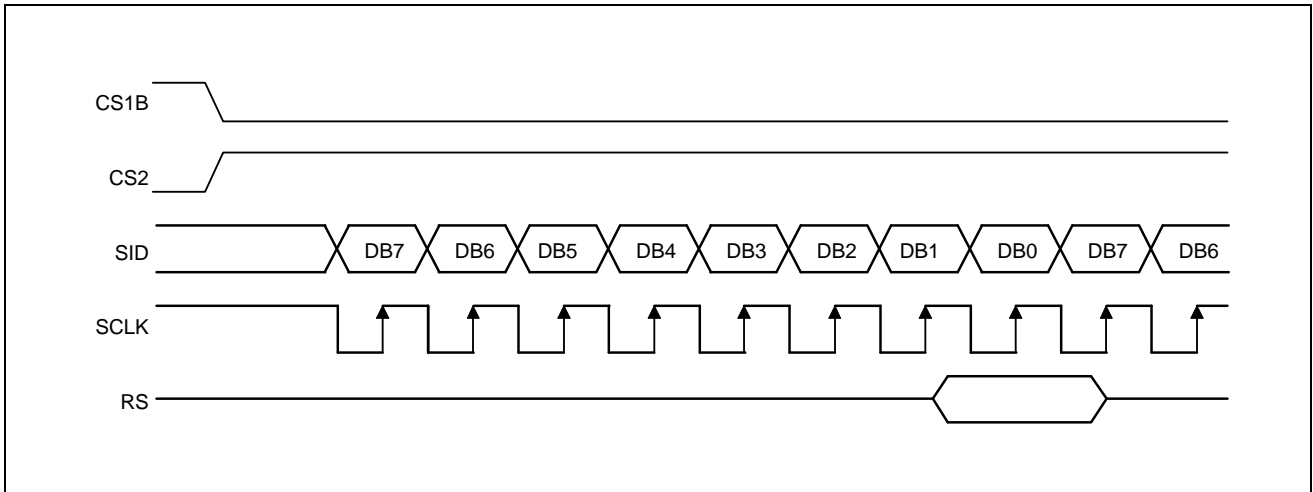 CS1B
CS2
SID DB7 DB6 DB5 DB4 DB3 DB2 DB1 DB0 DB7 DB6
SCLK
RS